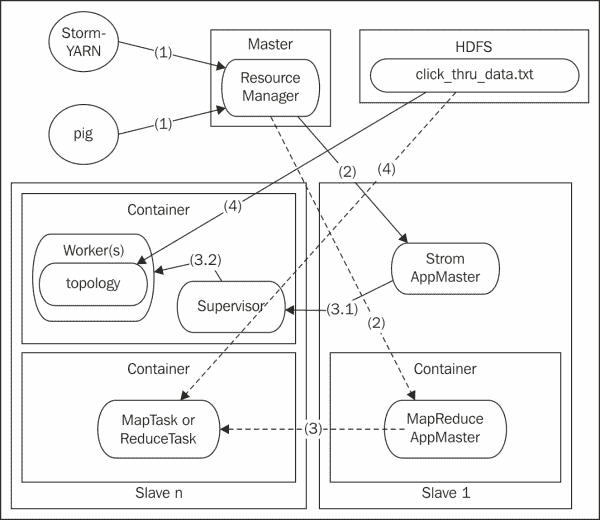 Storm-
YARN
(1)
Master
Resource
Manager
HDFS
click_thru_data.txt
pig
(1)
(2)
(4)
Container
(4)
Worker(s)
topology
(3.2)
Supervisor
Strom
AppMaster
(3.1)
(2)
Container
MapTask or
ReduceTask
(3)
Container
MapReduce
AppMaster
Slave n
Slave 1